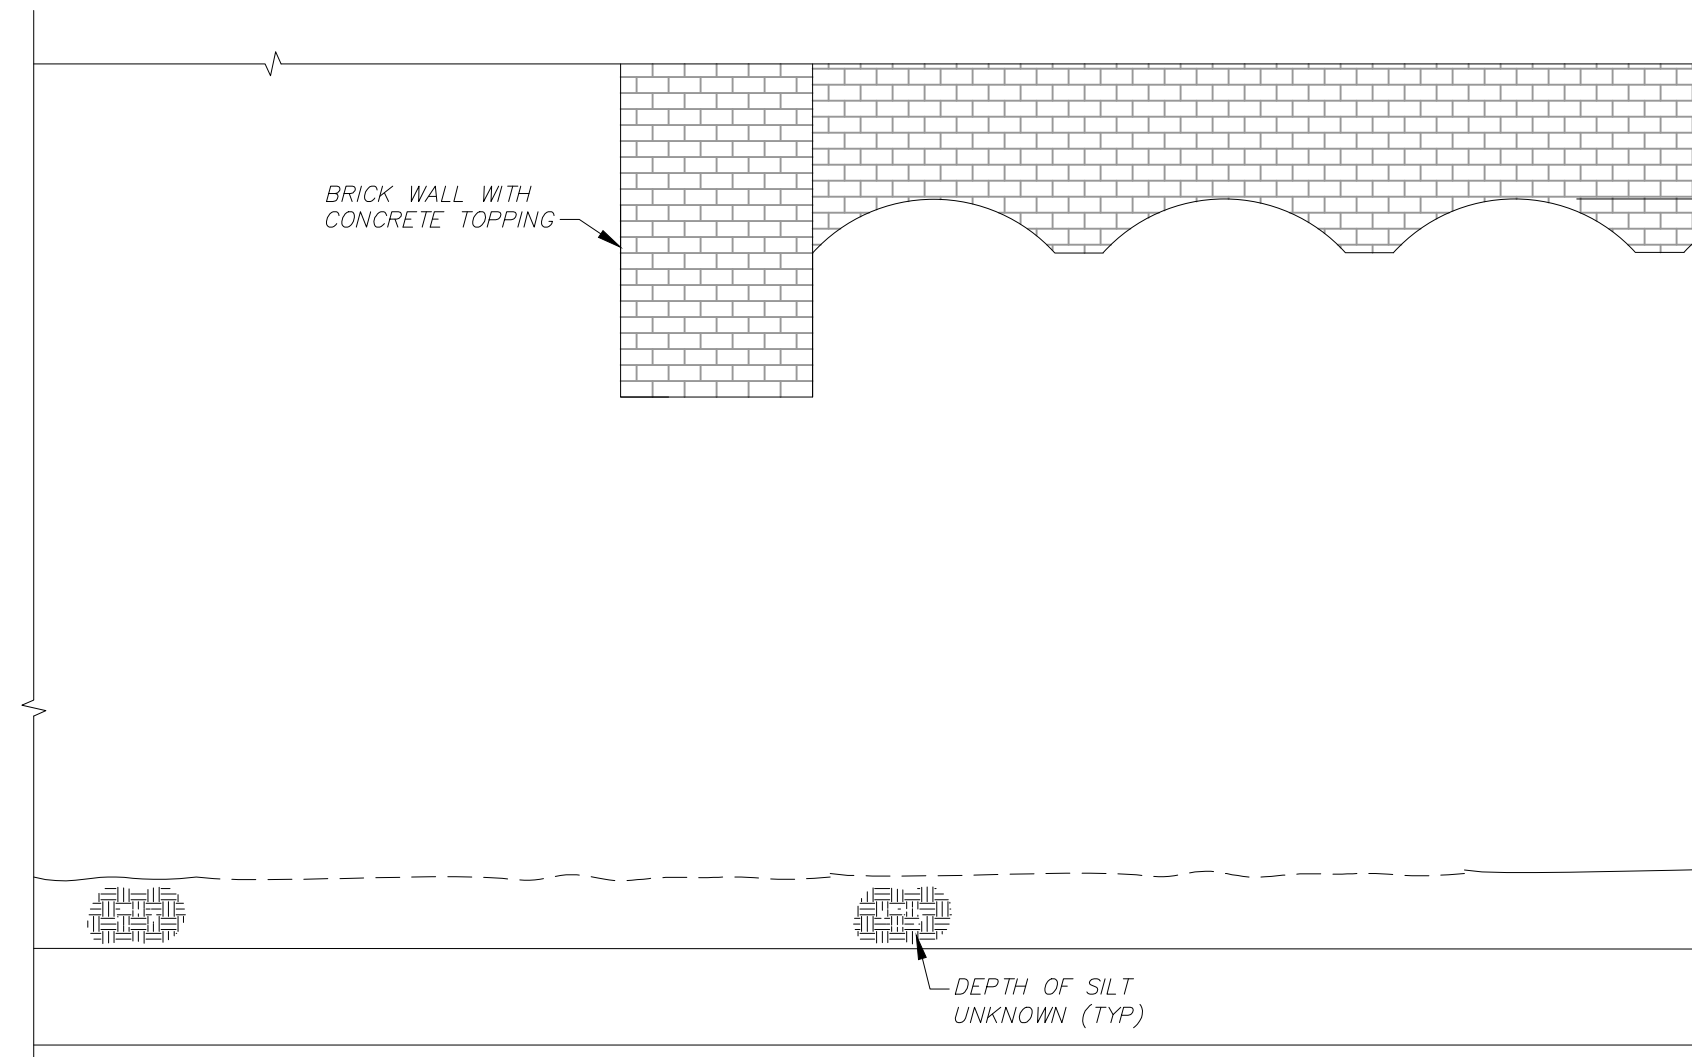 BRICK WALL WITH
CONCRETE TOPPING
DEPTH OF SILT
UNKNOWN (TYP)